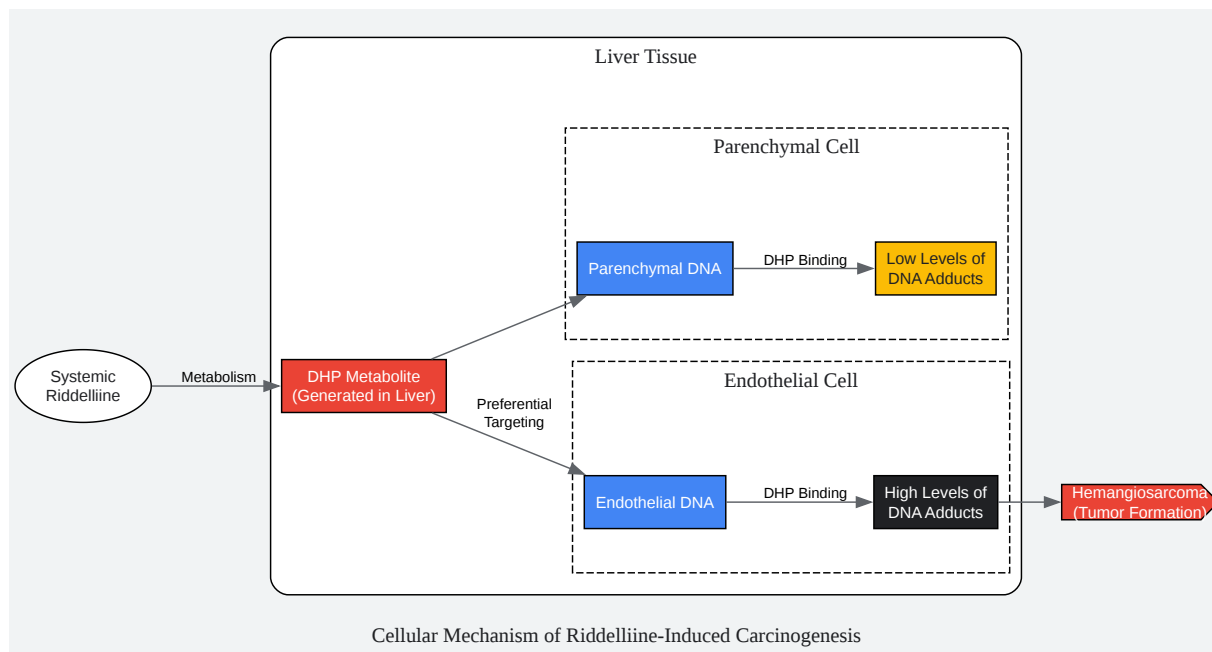 Liver Tissue
Parenchymal Cell
Parenchymal DNA
DHP Binding
Low Levels of
DNA Adducts
Systemic
Riddelliine
Metabolism
DHP Metabolite
(Generated in Liver)
Preferential
Targeting
Endothelial Cell
Endothelial DNA
DHP Binding
High Levels of
DNA Adducts
Hemangiosarcoma
(Tumor Formation)
Cellular Mechanism of Riddelliine-Induced Carcinogenesis